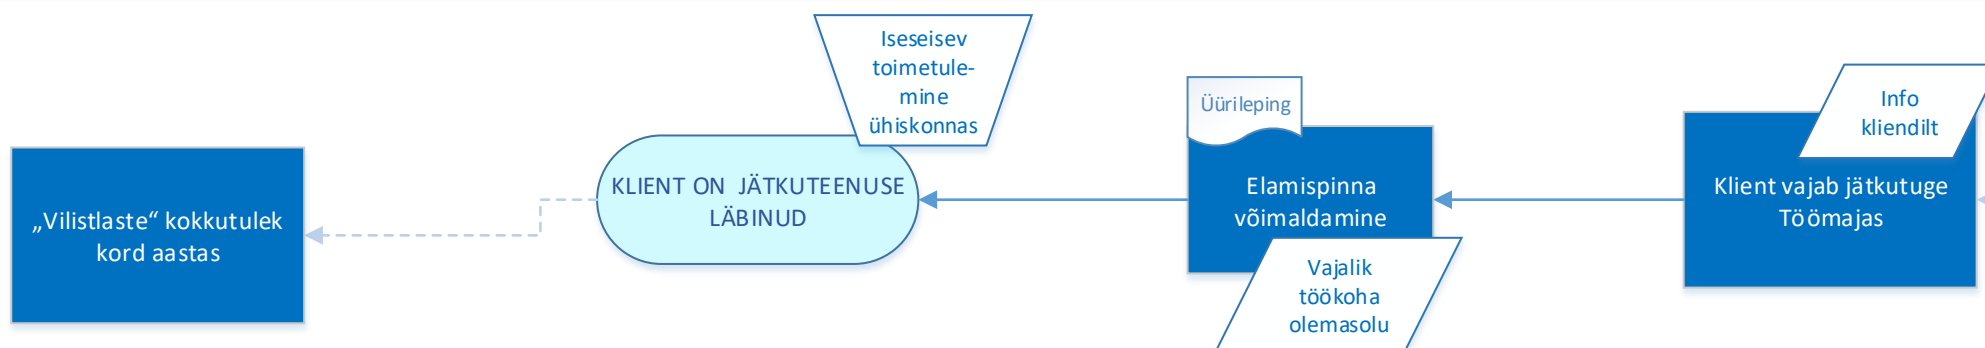 Iseseisev
toimetule-
mine
ühiskonnas
Info
kliendilt
Üürileping
KLIENT ON JÄTKUTEENUSE
LÄBINUD
Elamispinna
võimaldamine
Klient vajab jätkutuge
Töömajas
„Vilistlaste“ kokkutulek
kord aastas
Vajalik
töökoha
olemasolu